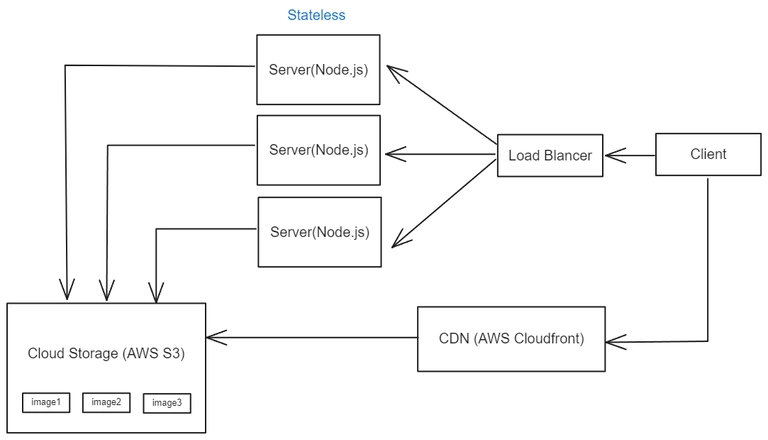 Stateless
Server(Node.js)
Server(Node.js)
Load Blancer
Client
Server(Node.js)
Cloud Storage (AWS S3)
CDN (AWS Cloudfront)
image1
image2
image3